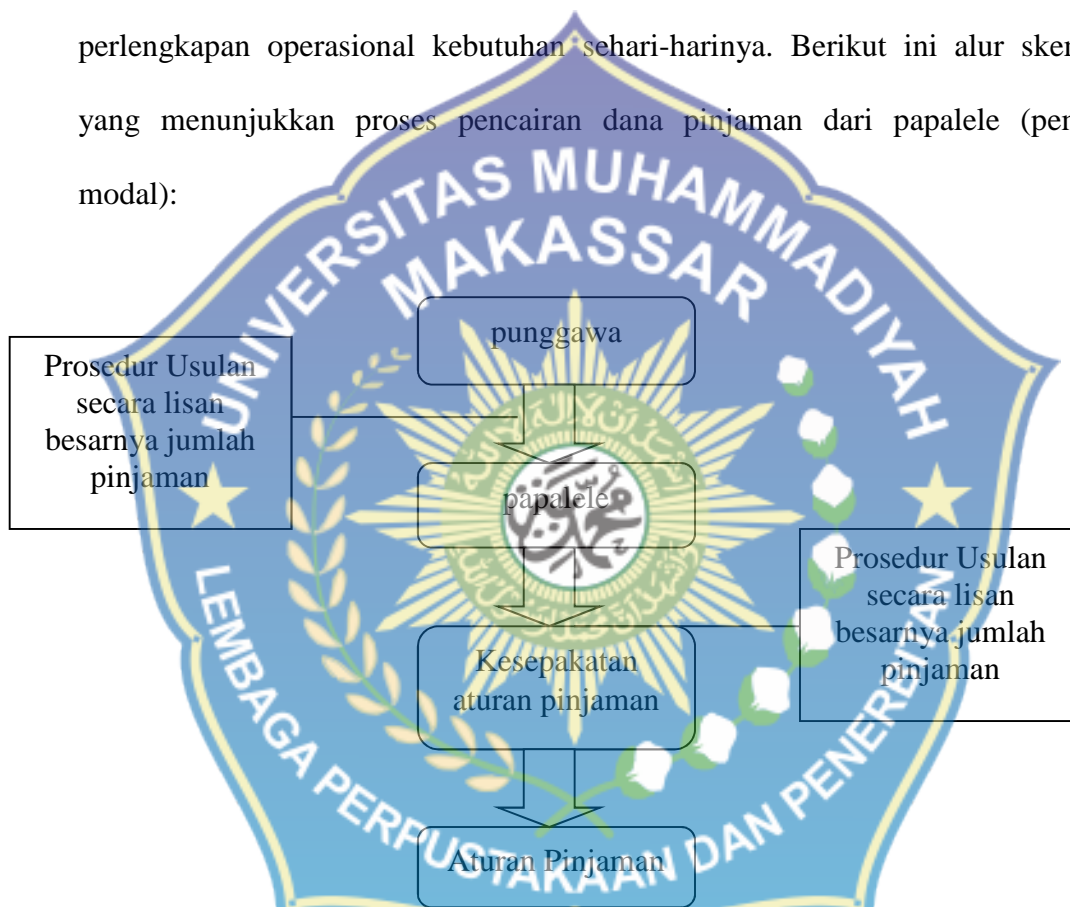 perlengkapan operasional kebutuhan sehari-harinya. Berikut ini alur
yang menunjukkan proses pencairan dana pinjaman dari papalele
modal):
UNIVERSITAS MUHAMMADIYAH
MAKASSAR
punggawa
Prosedur Usulan
secara lisan
besarnya jumlah
pinjaman
papalele
Prosedur Usulan
secara lisan
besarnya jumlah
pinjaman
Kesepakatan
aturan pinjaman
Aturan Pinjaman
LEMBAGA PERPUSTAKAAN DAN PENERBITAN